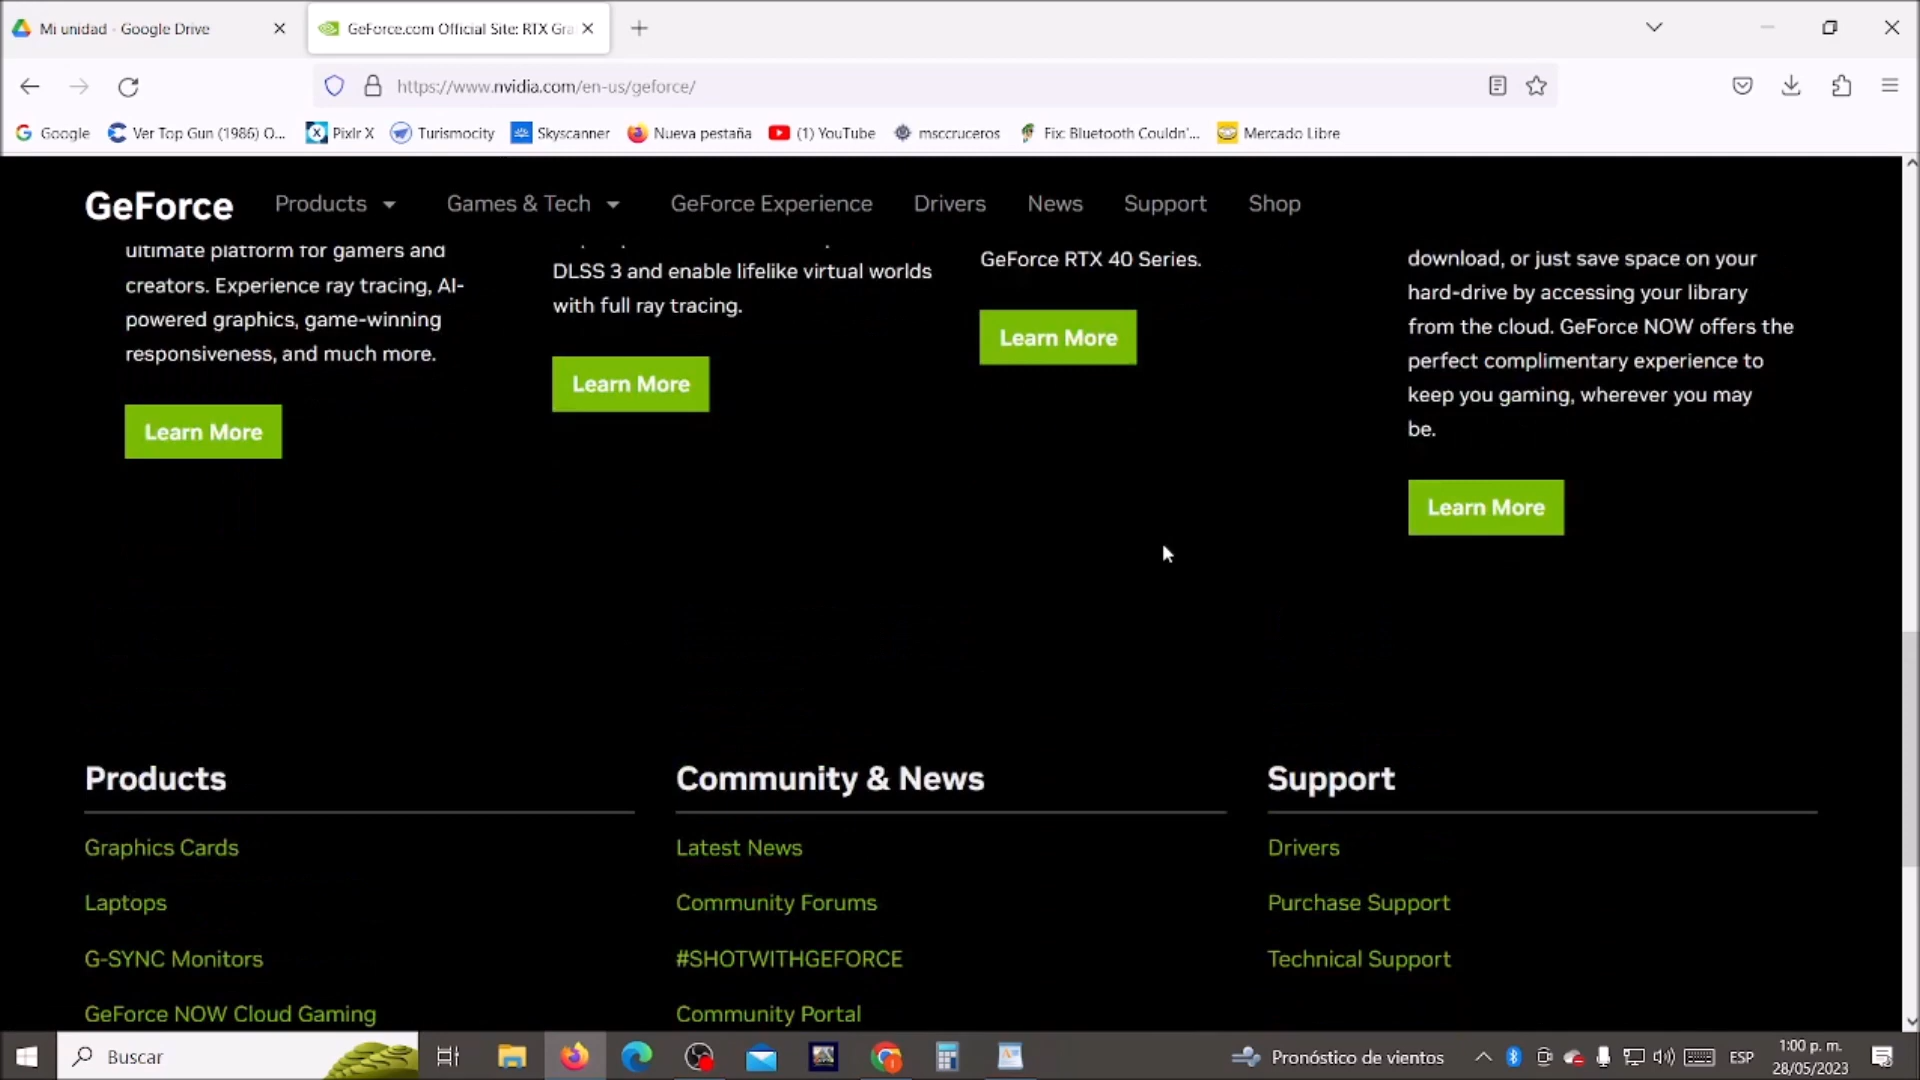 Mi unidad - Google Drive
GeForce.com Official Site: RTX Gra
https://www.nvidia.com/en-us/geforce/
Google
Ver Top Gun (1986) O...
Pixlr X
Turismocity
Skyscanner
Nueva pestaña
(1) YouTube
msccruceros
Fix: Bluetooth Couldn'...
Mercado Libre
GeForce
Products
Games & Tech
GeForce Experience
Drivers
News
Support
Shop
ultimate platform for gamers and
creators. Experience ray tracing, AI-
powered graphics, game-winning
responsiveness, and much more.
Learn More
DLSS 3 and enable lifelike virtual worlds
with full ray tracing.
Learn More
GeForce RTX 40 Series.
Learn More
download, or just save space on your
hard-drive by accessing your library
from the cloud. GeForce NOW offers the
perfect complimentary experience to
keep you gaming, wherever you may
be.
Learn More
Products
Graphics Cards
Laptops
G-SYNC Monitors
GeForce NOW Cloud Gaming
Community & News
Latest News
Community Forums
#SHOTWITHGEFORCE
Community Portal
Support
Drivers
Purchase Support
Technical Support
Buscar
Pronóstico de vientos
ESP
1:00 p. m.
28/05/2023